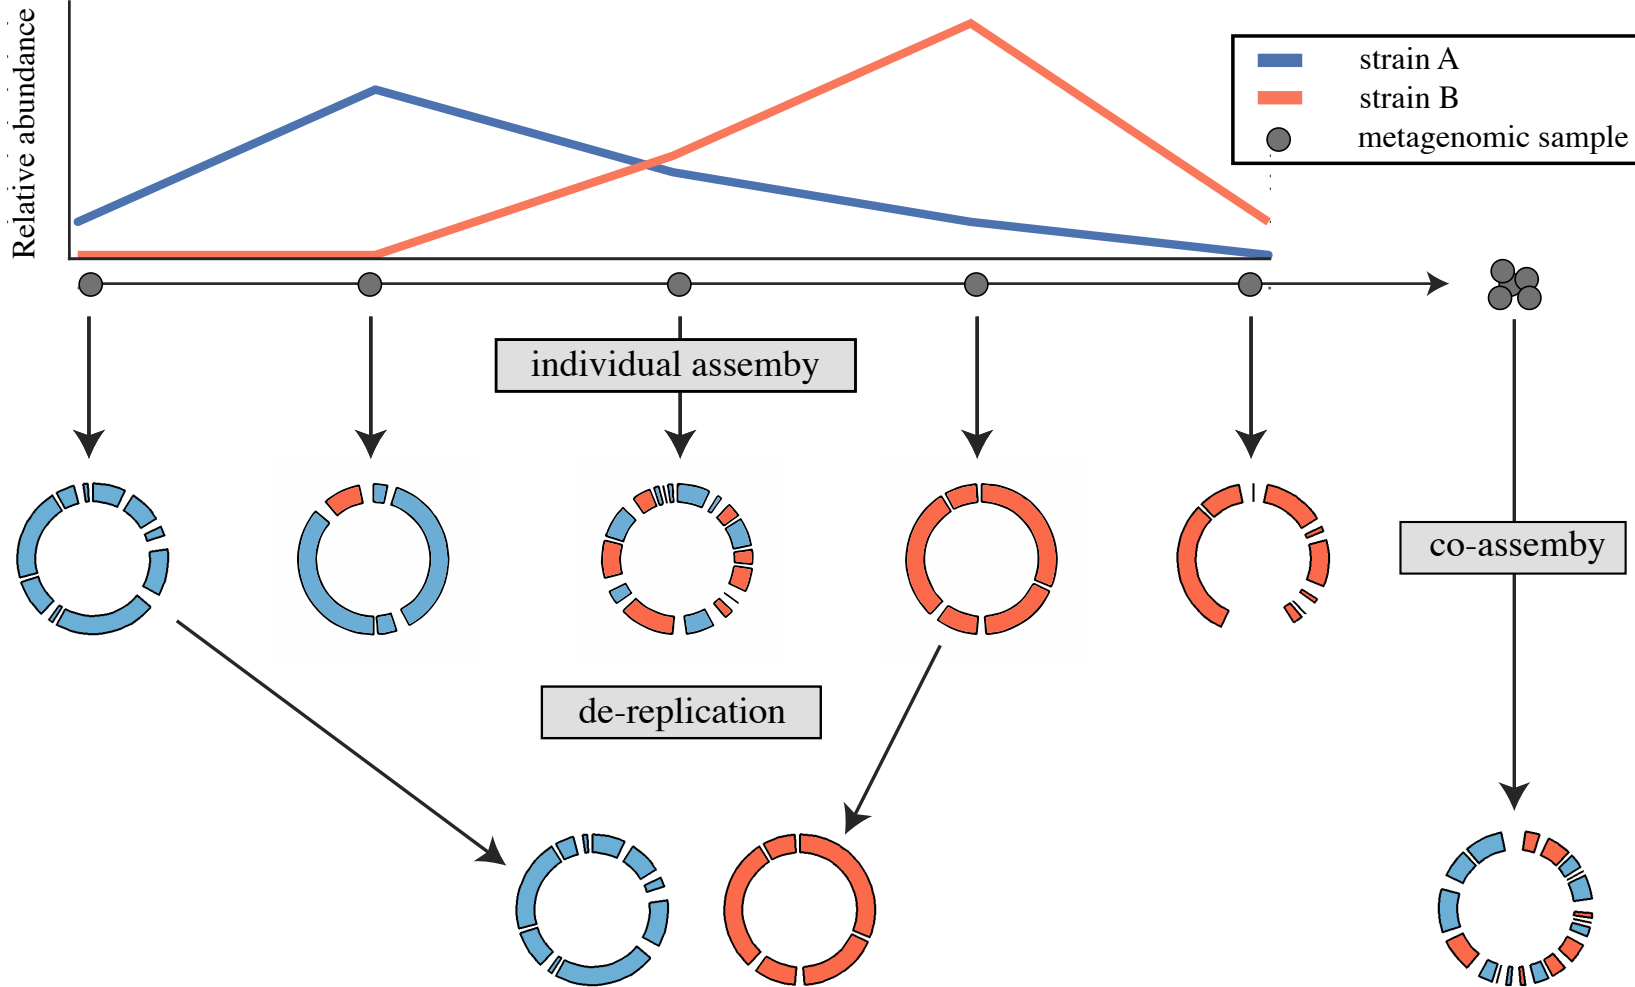 Relative abundance
strain A
strain B
metagenomic sample
individual assemby
co-assemby
de-replication